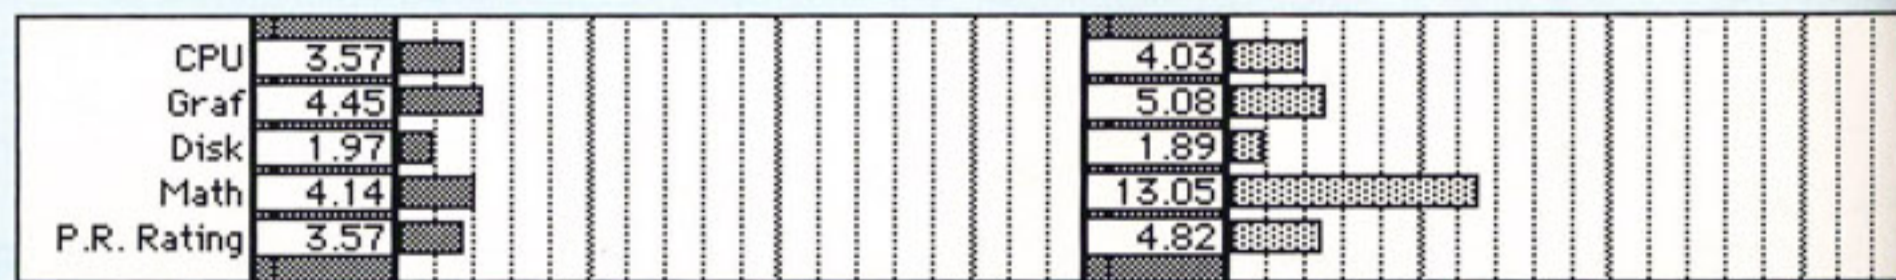 CPU 3.57 4.03
Graf 4.45 5.08
Disk 1.97 1.89
Math 4.14 13.05
P.R. Rating 3.57 4.82